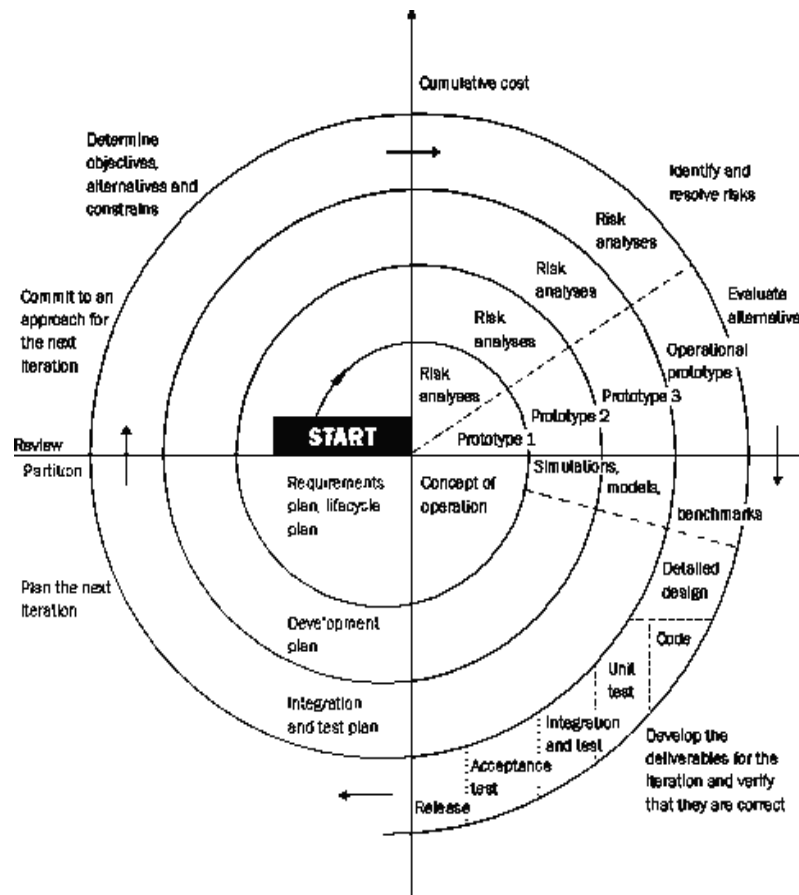 Cumulative cost
Determine
objectives,
alternatives and
constrains
Identify and
resolve risks
Risk
analyses
Risk
analyses
Commit to an
approach for
the next
iteration
Evaluate
alternative
Risk
analyses
Operational
prototype
Risk
analyses
Prototype 3
Prototype 2
START
Prototype 1
Review
Partition
Simulations,
models,
benchmarks
Requirements
plan, lifecycle
plan
Concept of
operation
Detailed
design
Plan the next
iteration
Development
plan
Code
Unit
test
Integration
and test plan
Integration
and test
Develop the
deliverables for the
iteration and verify
that they are correct
Acceptance
test
Release